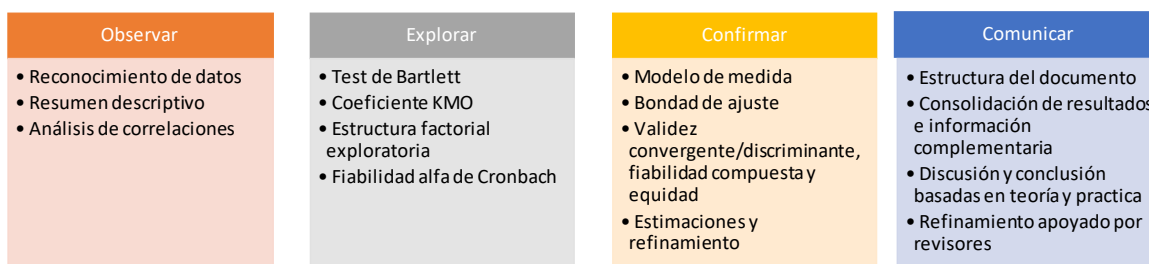 Observar
• Reconocimiento de datos
• Resumen descriptivo
• Análisis de correlaciones
Explorar
• Test de Bartlett
• Coeficiente KMO
• Estructura factorial
exploratoria
• Fiabilidad alfa de Cronbach
Confirmar
• Modelo de medida
• Bondad de ajuste
• Validez
convergente/discriminante,
fiabilidad compuesta y
equidad
• Estimaciones y
refinamiento
Comunicar
• Estructura del documento
• Consolidación de resultados
e información
complementaria
• Discusión y conclusión
basadas en teoría y practica
• Refinamiento apoyado por
revisores